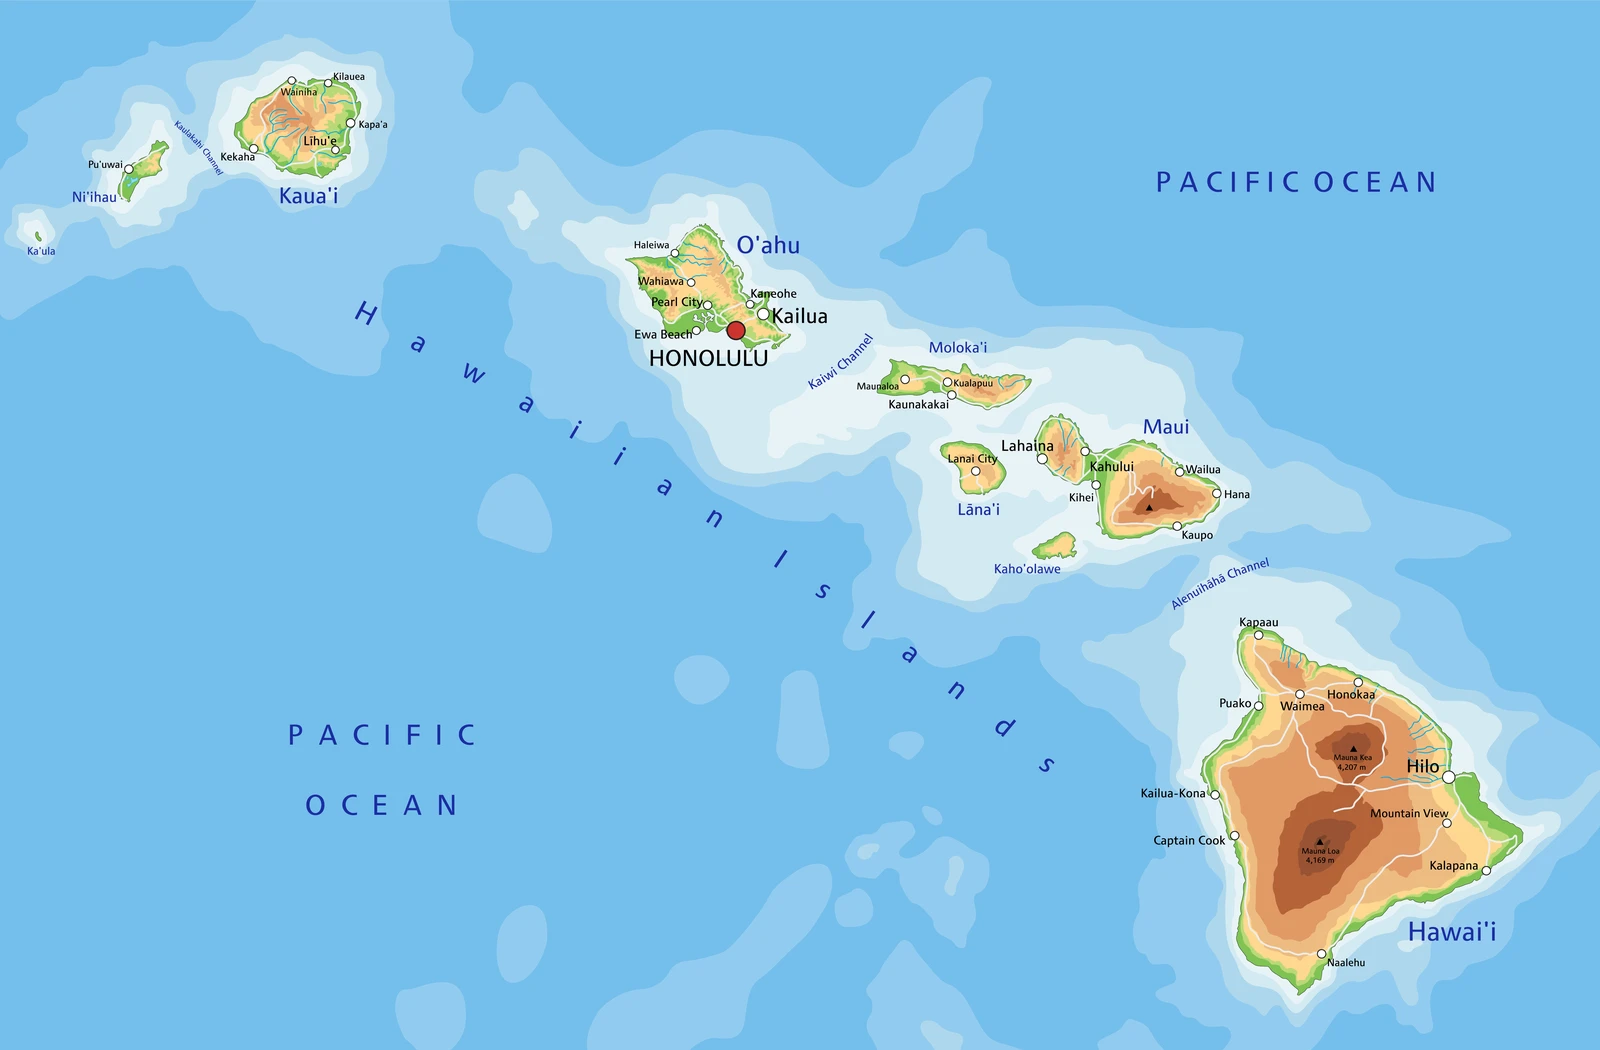 Kilauea
Wainiha
Kapa'a
Līhu'e
Kekaha
Kaua'i
Kaulakahi Channel
Pu'uwai
Ni'ihau
Ka'ula
PACIFIC OCEAN
O'ahu
Haleiwa
Wahiawa
Kaneohe
Pearl City
Kailua
Ewa Beach
HONOLULU
Kaiwi Channel
Moloka'i
Maunaloa
Kualapuu
Kaunakakai
Maui
Lahaina
Lanai City
Kahului
Wailua
Kihei
Hana
Lāna'i
Kaupo
Kaho'olawe
Alenuihāhā Channel
Hawaiian Islands
Kapaau
Honokaa
Puako
Waimea
PACIFIC
OCEAN
Mauna Kea
4,207 m
Hilo
Kailua-Kona
Mountain View
Captain Cook
Mauna Loa
4,169 m
Kalapana
Hawai'i
Naalehu